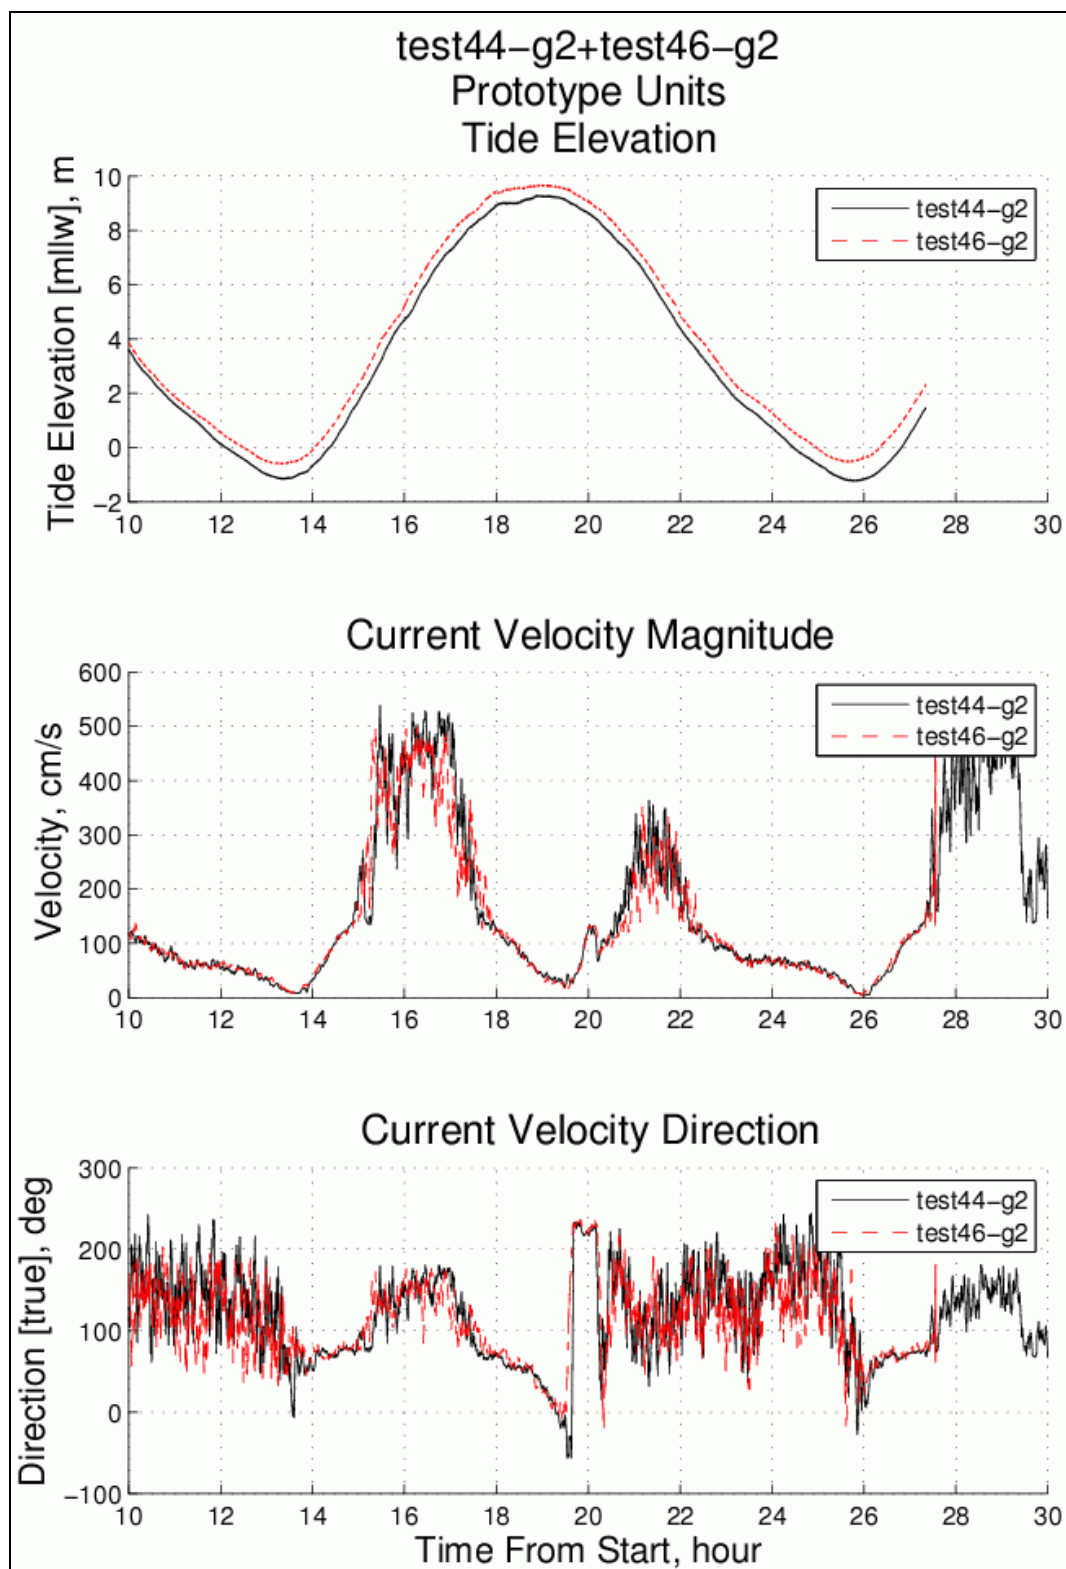 test44-g2+test46-g2
Prototype Units
Tide Elevation
Tide Elevation [mllw], m
10
8
6
4
2
0
-2
test44-g2
test46-g2
10 12 14 16 18 20 22 24 26 28 30
Current Velocity Magnitude
Velocity, cm/s
600
500
400
300
200
100
0
test44-g2
test46-g2
10 12 14 16 18 20 22 24 26 28 30
Current Velocity Direction
Direction [true], deg
300
200
100
0
-100
test44-g2
test46-g2
10 12 14 16 18 20 22 24 26 28 30
Time From Start, hour